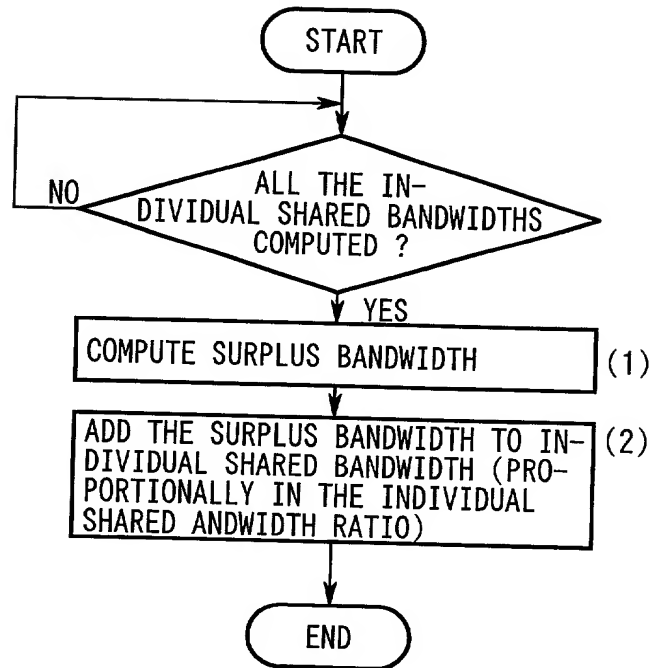 START
NO
ALL THE IN-
DIVIDUAL SHARED BANDWIDTHS
COMPUTED ?
YES
COMPUTE SURPLUS BANDWIDTH
(1)
ADD THE SURPLUS BANDWIDTH TO IN-
(2)
DIVIDUAL SHARED BANDWIDTH (PRO-
PORTIONALLY IN THE INDIVIDUAL
SHARED ANDWIDTH RATIO)
END